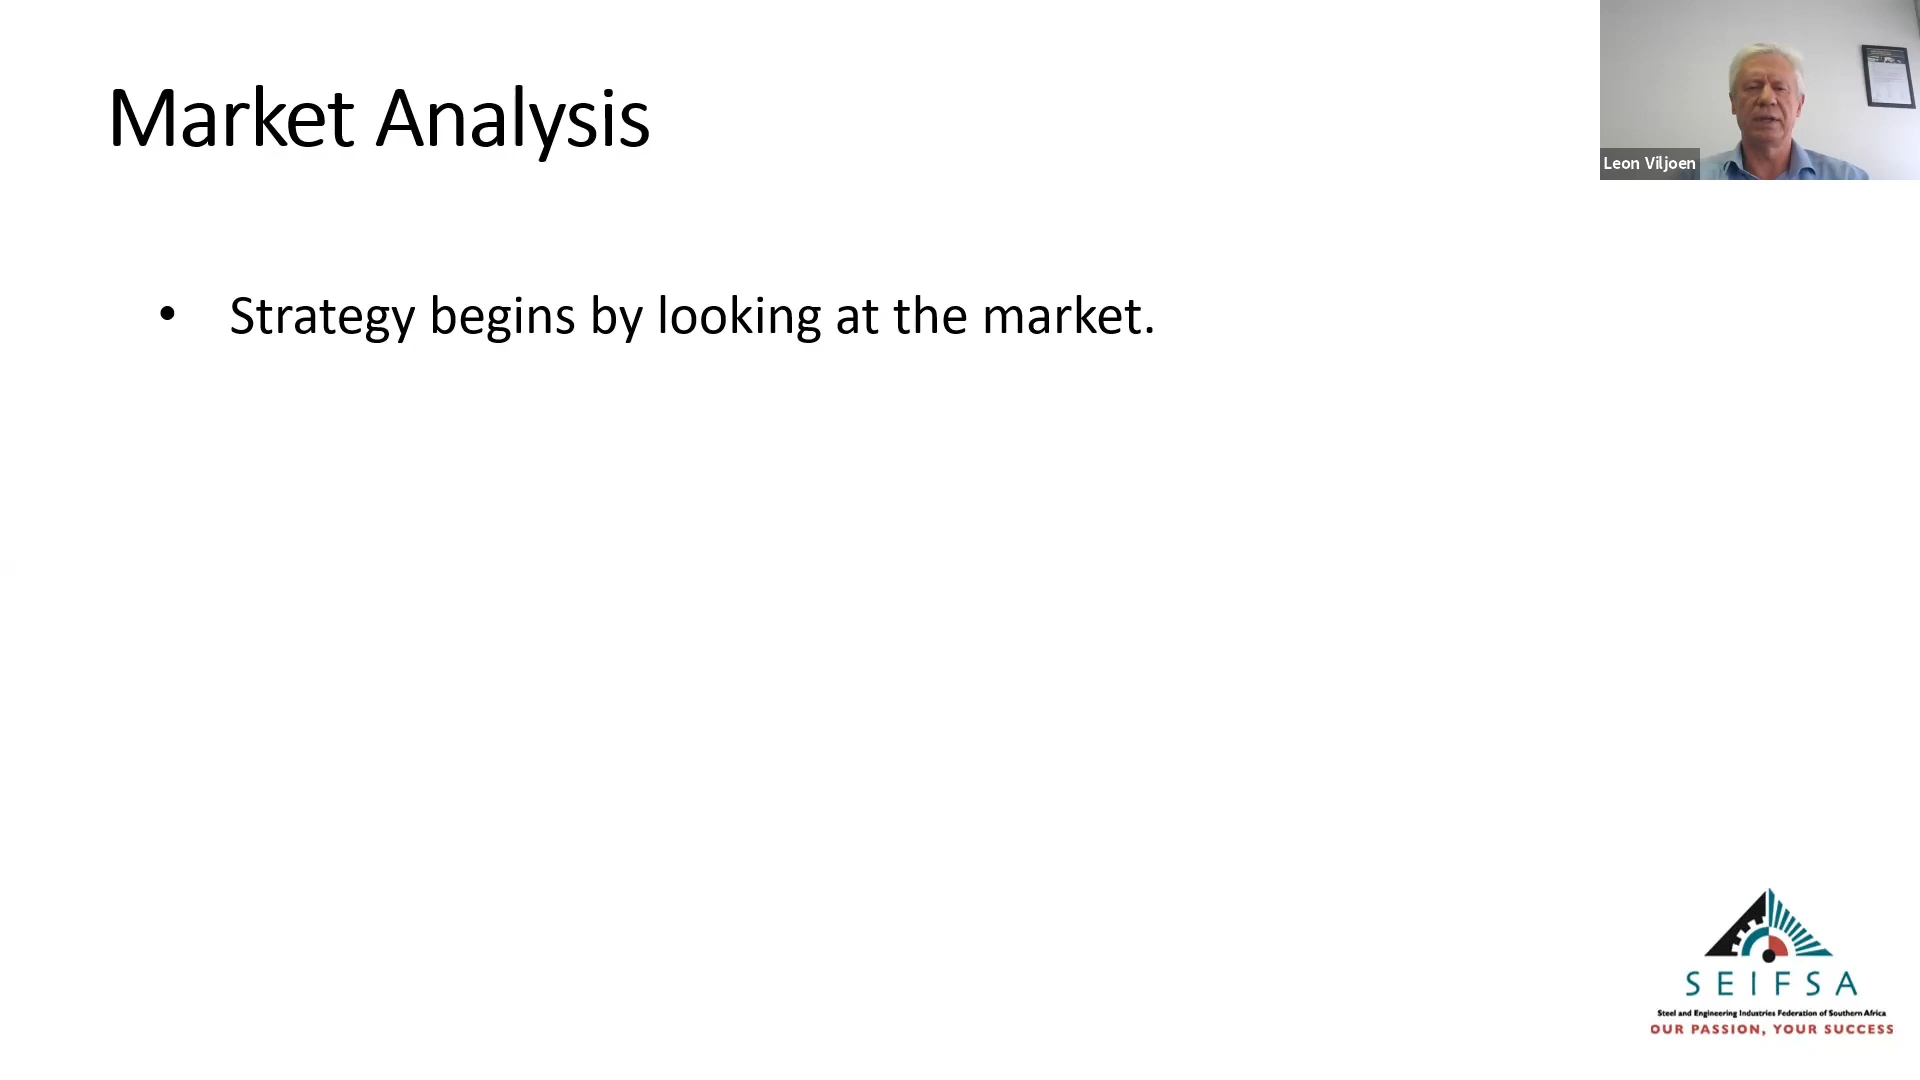 Market Analysis
Leon Viljoen
• Strategy begins by looking at the market.
SEIFSA
Steel and Engineering Industries Federation of Southern Africa
OUR PASSION, YOUR SUCCESS